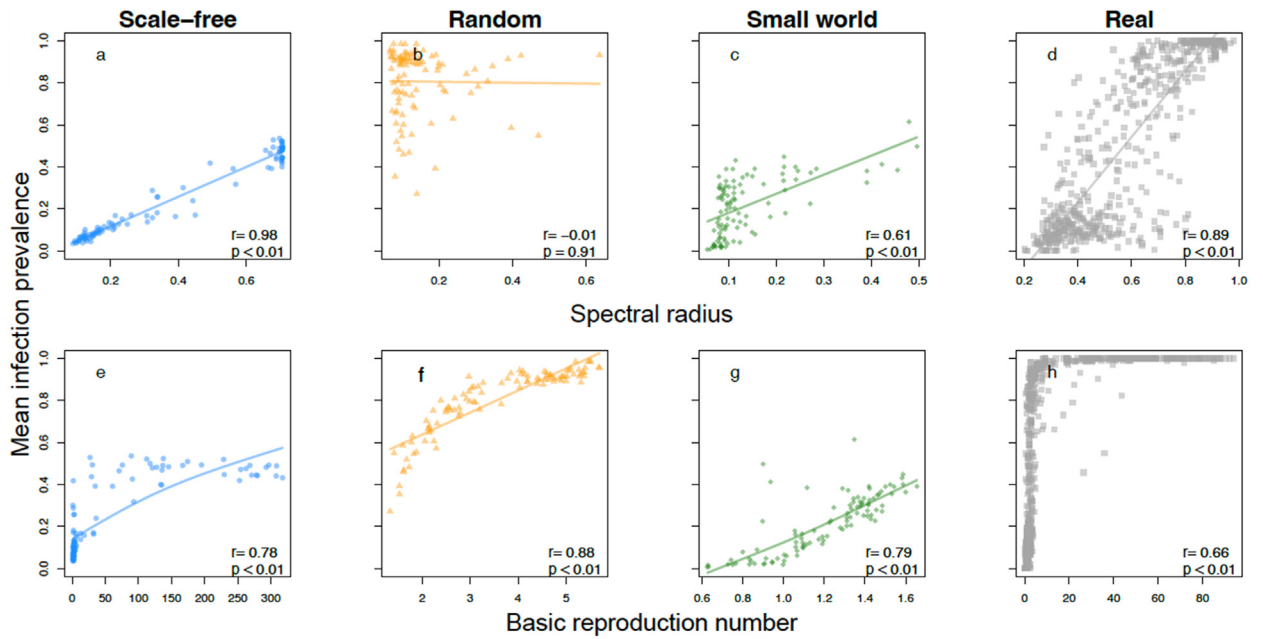 Scale–free Random Small world Real
Mean infection prevalence
a
1.0
0.8
0.6
0.4
0.2
0.0
r= 0.98
p < 0.01
0.2 0.4 0.6
b
r= −0.01
p = 0.91
0.2 0.4 0.6
c
r= 0.61
p < 0.01
0.1 0.2 0.3 0.4 0.5
d
r= 0.89
p < 0.01
0.2 0.4 0.6 0.8 1.0
Spectral radius
e
1.0
0.8
0.6
0.4
0.2
0.0
r= 0.78
p < 0.01
0 50 100 150 200 250 300
f
r= 0.88
p < 0.01
2 3 4 5
g
r= 0.79
p < 0.01
0.6 0.8 1.0 1.2 1.4 1.6
h
r= 0.66
p < 0.01
0 20 40 60 80
Basic reproduction number